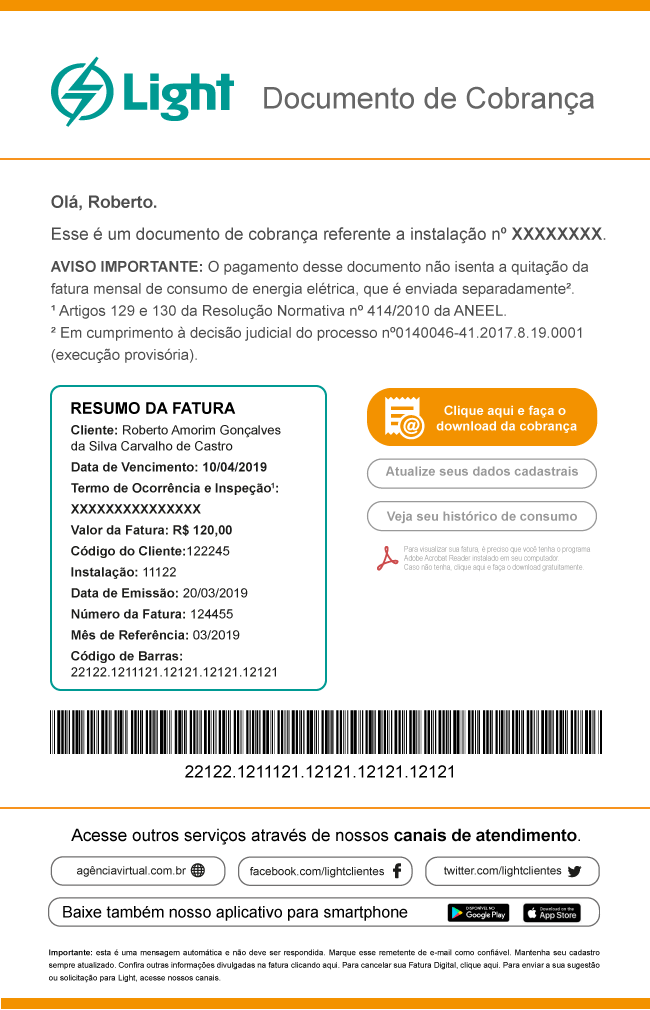 Light Documento de Cobrança
Olá, Roberto.
Esse é um documento de cobrança referente a instalação nº XXXXXXXX.
AVISO IMPORTANTE: O pagamento desse documento não isenta a quitação da
fatura mensal de consumo de energia elétrica, que é enviada separadamente².
¹ Artigos 129 e 130 da Resolução Normativa nº 414/2010 da ANEEL.
² Em cumprimento à decisão judicial do processo nº0140046-41.2017.8.19.0001
(execução provisória).
RESUMO DA FATURA
Cliente: Roberto Amorim Gonçalves
da Silva Carvalho de Castro
Data de Vencimento: 10/04/2019
Termo de Ocorrência e Inspeção¹:
XXXXXXXXXXXXXXX
Valor da Fatura: R$ 120,00
Código do Cliente:122245
Instalação: 11122
Data de Emissão: 20/03/2019
Número da Fatura: 124455
Mês de Referência: 03/2019
Código de Barras:
22122.1211121.12121.12121.12121
Clique aqui e faça o
download da cobrança
Atualize seus dados cadastrais
Veja seu histórico de consumo
Para visualizar sua fatura, é preciso que você tenha o programa
Adobe Acrobat Reader instalado em seu computador.
Caso não tenha, clique aqui e faça o download gratuitamente.
22122.1211121.12121.12121.12121
Acesse outros serviços através de nossos canais de atendimento.
agênciavirtual.com.br
facebook.com/lightclientes
twitter.com/lightclientes
Baixe também nosso aplicativo para smartphone
DISPONÍVEL NO
Google Play
Download on the
App Store
Importante: esta é uma mensagem automática e não deve ser respondida. Marque esse remetente de e-mail como confiável. Mantenha seu cadastro
sempre atualizado. Confira outras informações divulgadas na fatura clicando aqui. Para cancelar sua Fatura Digital, clique aqui. Para enviar a sua sugestão
ou solicitação para Light, acesse nossos canais.